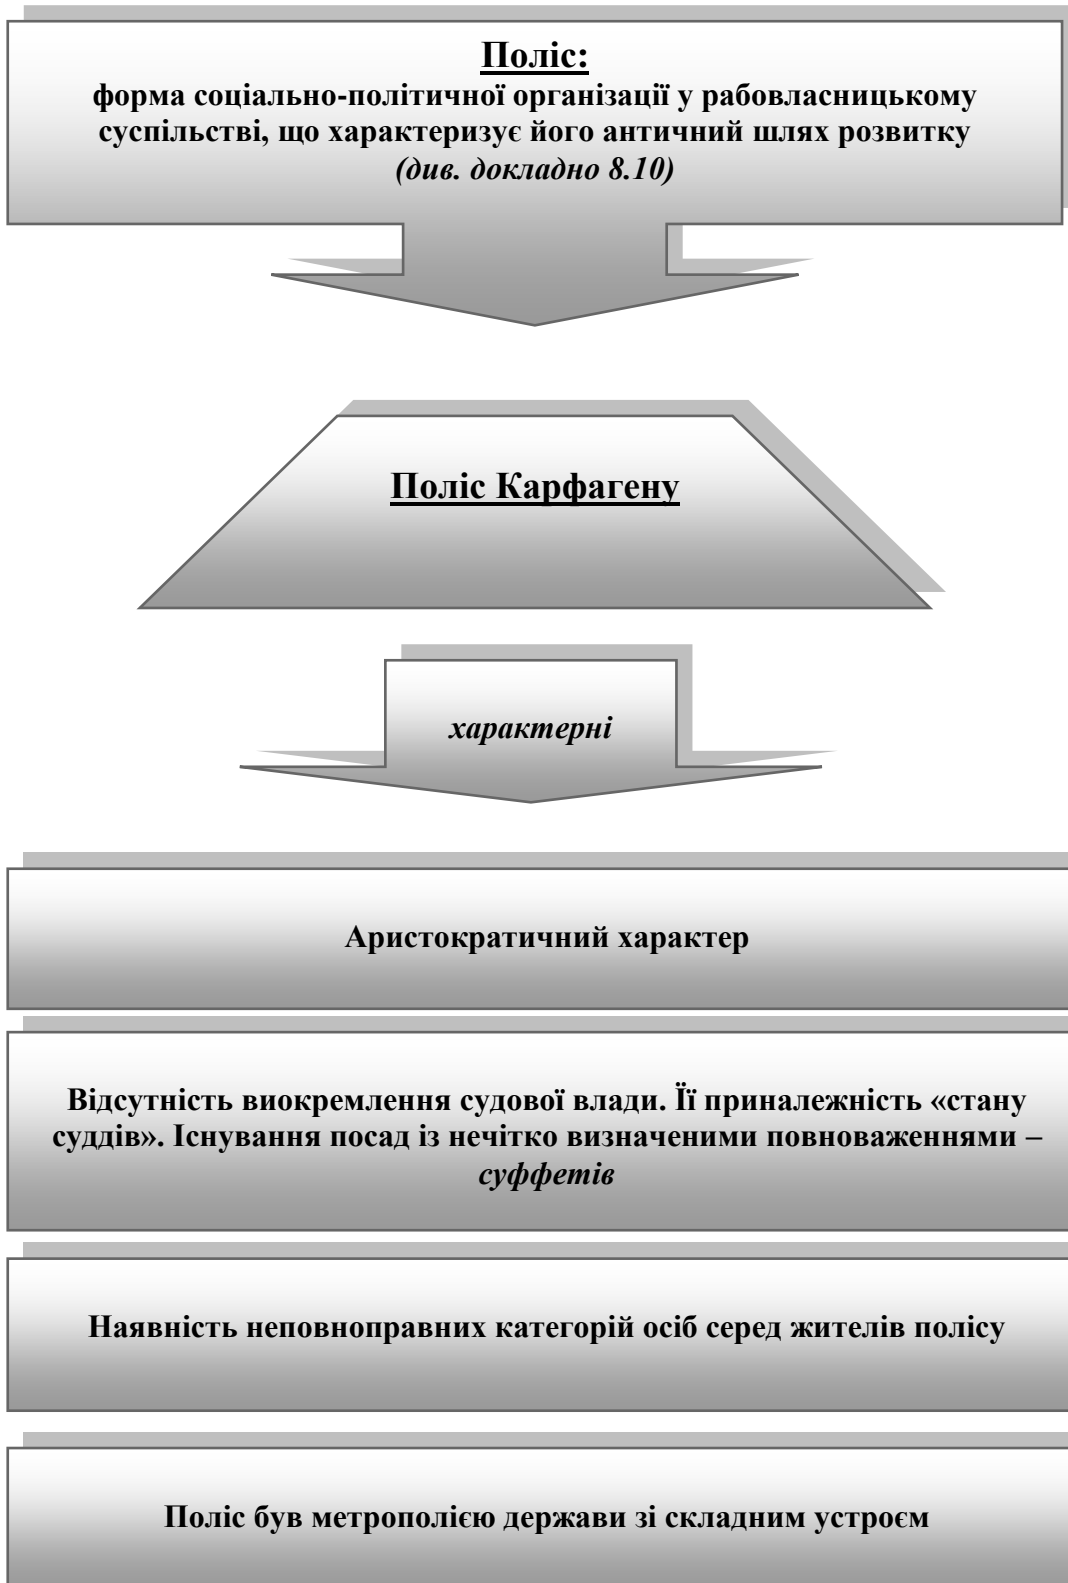 Поліс:
форма соціально-політичної організації у рабовласницькому
суспільстві, що характеризує його античний шлях розвитку
(див. докладно 8.10)
Поліс Карфагену
характерні
Аристократичний характер
Відсутність виокремлення судової влади. Її приналежність «стану
суддів». Існування посад із нечітко визначеними повноваженнями –
суффетів
Наявність неповноправних категорій осіб серед жителів полісу
Поліс був метрополією держави зі складним устроєм